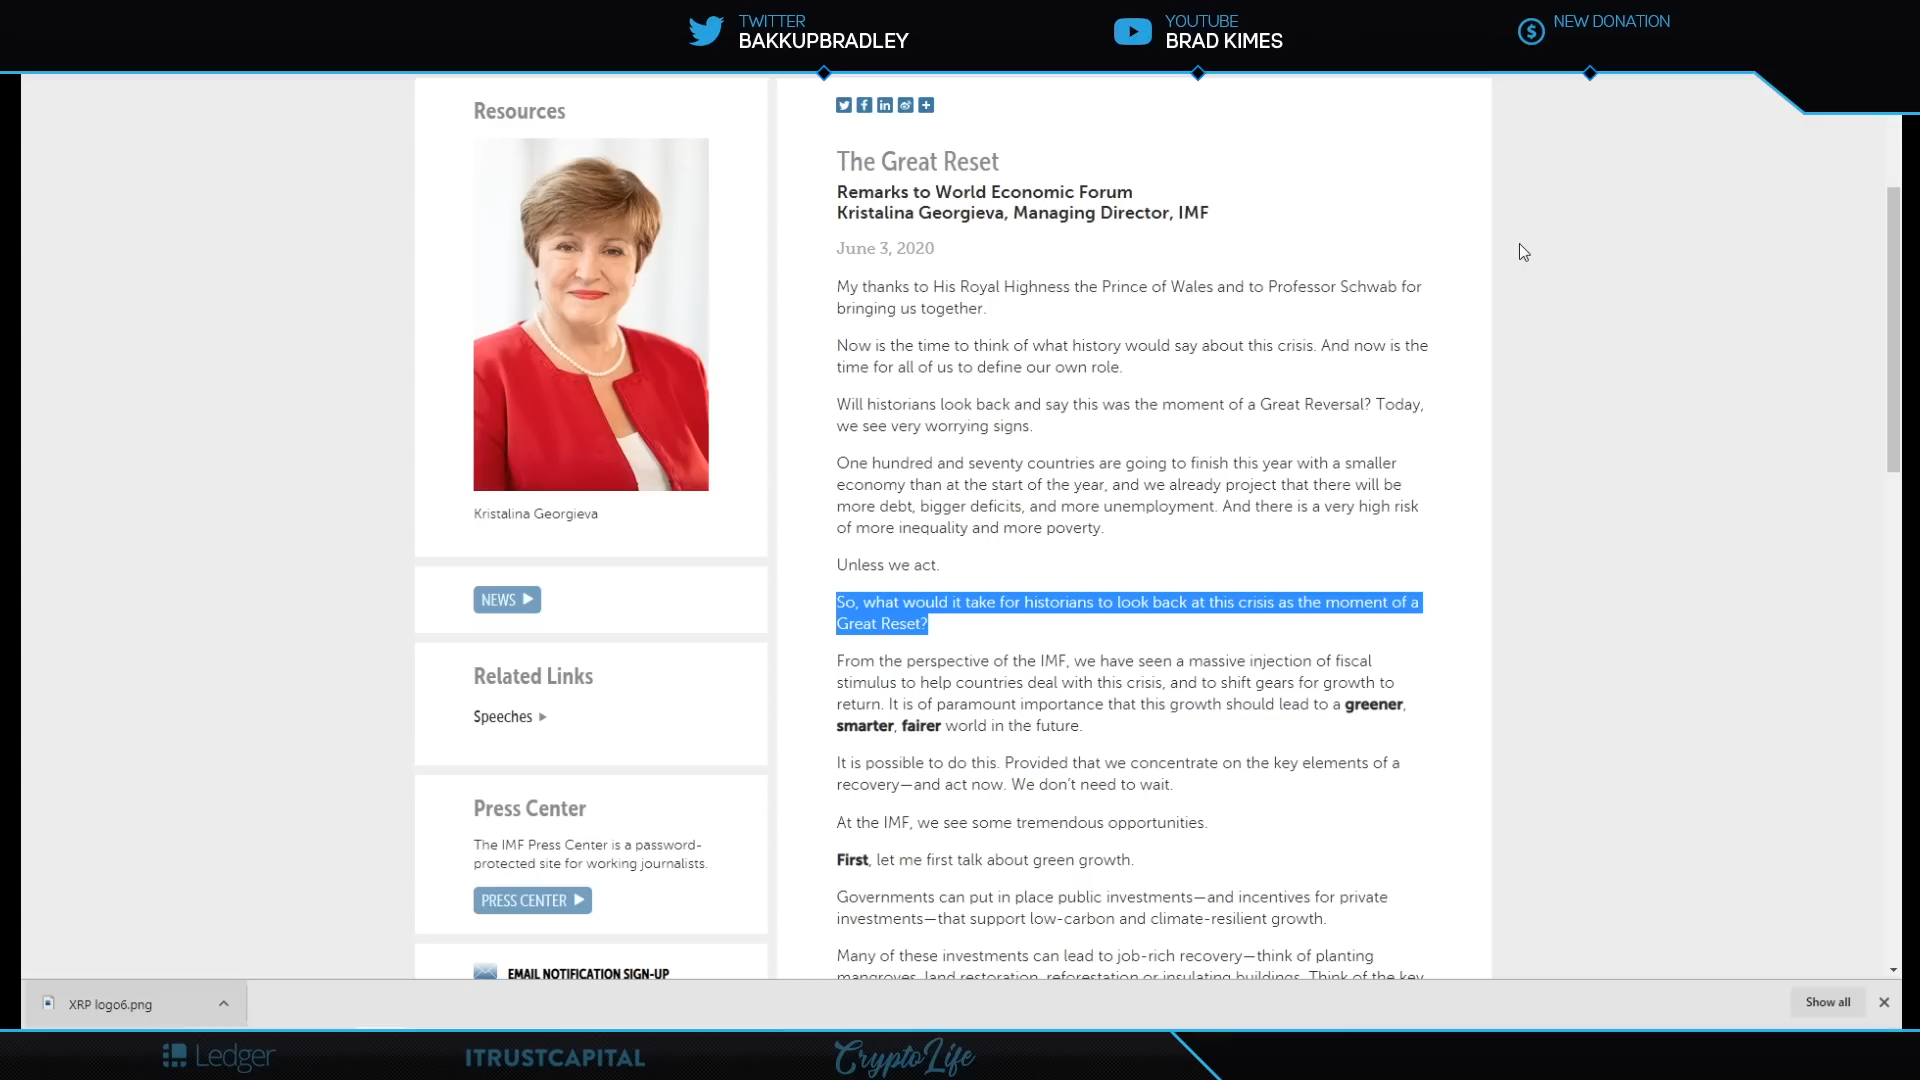 TWITTER
BAKKUPBRADLEY
YOUTUBE
BRAD KIMES
NEW DONATION
Resources
Kristalina Georgieva
NEWS
Related Links
Speeches
Press Center
The IMF Press Center is a password-
protected site for working journalists.
PRESS CENTER
EMAIL NOTIFICATION SIGN-UP
The Great Reset
Remarks to World Economic Forum
Kristalina Georgieva, Managing Director, IMF
June 3, 2020
My thanks to His Royal Highness the Prince of Wales and to Professor Schwab for
bringing us together.
Now is the time to think of what history would say about this crisis. And now is the
time for all of us to define our own role.
Will historians look back and say this was the moment of a Great Reversal? Today,
we see very worrying signs.
One hundred and seventy countries are going to finish this year with a smaller
economy than at the start of the year, and we already project that there will be
more debt, bigger deficits, and more unemployment. And there is a very high risk
of more inequality and more poverty.
Unless we act.
So, what would it take for historians to look back at this crisis as the moment of a
Great Reset?
From the perspective of the IMF, we have seen a massive injection of fiscal
stimulus to help countries deal with this crisis, and to shift gears for growth to
return. It is of paramount importance that this growth should lead to a greener,
smarter, fairer world in the future.
It is possible to do this. Provided that we concentrate on the key elements of a
recovery—and act now. We don't need to wait.
At the IMF, we see some tremendous opportunities.
First, let me first talk about green growth.
Governments can put in place public investments—and incentives for private
investments—that support low-carbon and climate-resilient growth.
Many of these investments can lead to job-rich recovery—think of planting
mangroves, land restoration, reforestation or insulating buildings. Think of the key
XRP logo6.png
Show all
Ledger
ITRUSTCAPITAL
CryptoLife